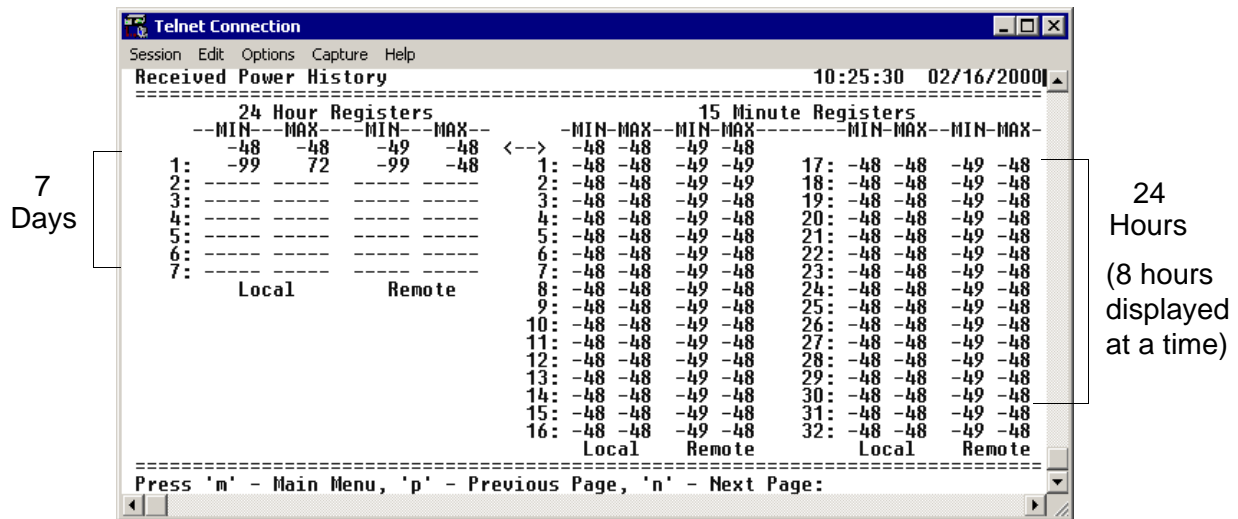 Telnet Connection
Session Edit Options Capture Help
Received Power History 10:25:30 02/16/2000
==============================================================================
24 Hour Registers 15 Minute Registers
--MIN---MAX----MIN---MAX-- -MIN-MAX--MIN-MAX--------MIN-MAX--MIN-MAX-
-48 -48 -49 -48 <--> -48 -48 -49 -48
1: -99 72 -99 -48 1: -48 -48 -49 -49 17: -48 -48 -49 -48
2: ----- ----- ----- ----- 2: -48 -48 -49 -49 18: -48 -48 -49 -48
3: ----- ----- ----- ----- 3: -48 -48 -49 -48 19: -48 -48 -49 -48
4: ----- ----- ----- ----- 4: -48 -48 -49 -48 20: -48 -48 -49 -48
5: ----- ----- ----- ----- 5: -48 -48 -49 -48 21: -48 -48 -49 -48
6: ----- ----- ----- ----- 6: -48 -48 -49 -48 22: -48 -48 -49 -48
7: ----- ----- ----- ----- 7: -48 -48 -49 -48 23: -48 -48 -49 -48
Local Remote 8: -48 -48 -49 -48 24: -48 -48 -49 -48
9: -48 -48 -49 -48 25: -48 -48 -49 -48
10: -48 -48 -49 -48 26: -48 -48 -49 -48
11: -48 -48 -49 -48 27: -48 -48 -49 -48
12: -48 -48 -49 -48 28: -48 -48 -49 -48
13: -48 -48 -49 -48 29: -48 -48 -49 -48
14: -48 -48 -49 -48 30: -48 -48 -49 -48
15: -48 -48 -49 -48 31: -48 -48 -49 -48
16: -48 -48 -49 -48 32: -48 -48 -49 -48
Local Remote Local Remote
==============================================================================
Press 'm' - Main Menu, 'p' - Previous Page, 'n' - Next Page:
7
Days
24
Hours
(8 hours
displayed
at a time)